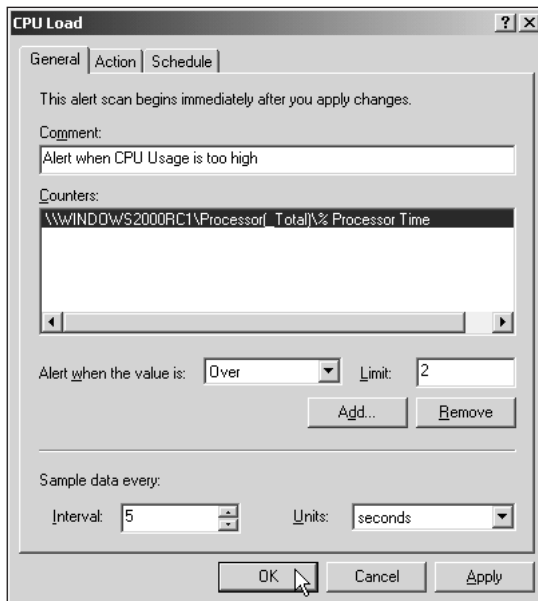 CPU Load
General Action Schedule
This alert scan begins immediately after you apply changes.
Comment:
Alert when CPU Usage is too high
Counters:
\\WINDOWS2000RC1\Processor(_Total)\% Processor Time
Alert when the value is: Over Limit: 2
Add... Remove
Sample data every:
Interval: 5 Units: seconds
OK Cancel Apply